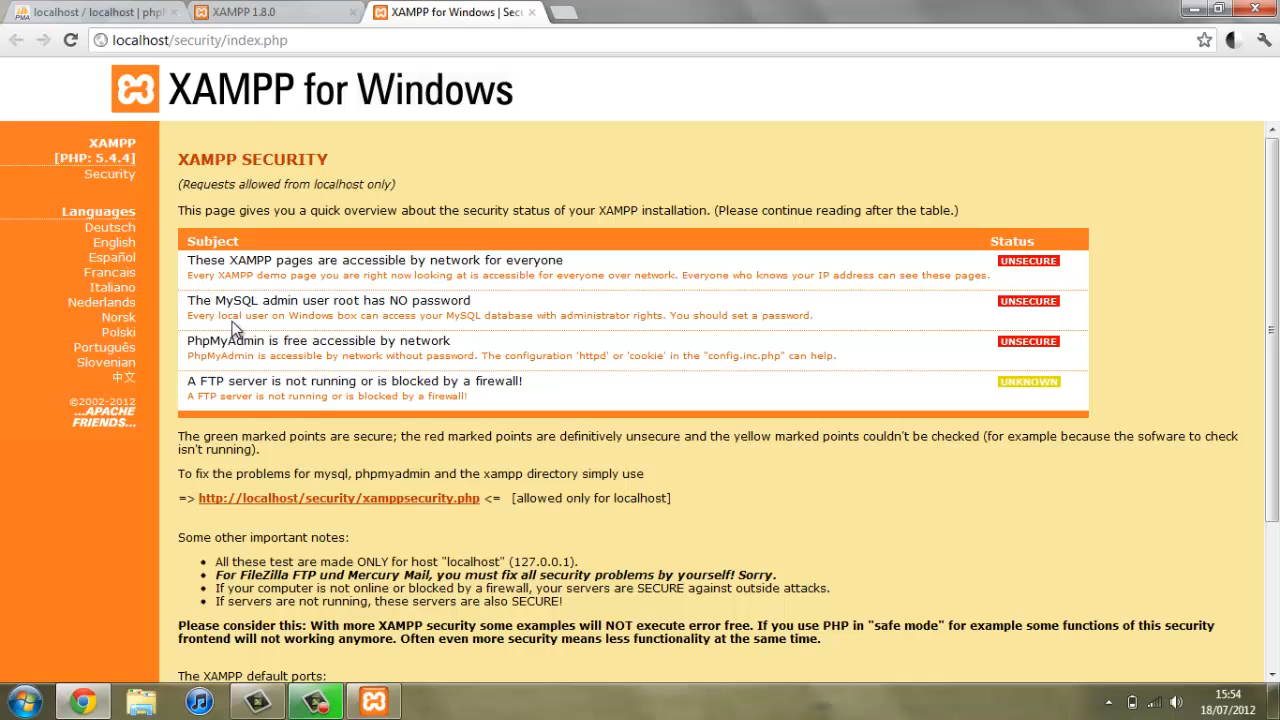 localhost / localhost | php
XAMPP 1.8.0
XAMPP for Windows | Secu
localhost/security/index.php
XAMPP for Windows
XAMPP
[PHP: 5.4.4]
Security
Languages
Deutsch
English
Español
Francais
Italiano
Nederlands
Norsk
Polski
Português
Slovenian
中文
©2002-2012
...APACHE
FRIENDS...
XAMPP SECURITY
(Requests allowed from localhost only)
This page gives you a quick overview about the security status of your XAMPP installation. (Please continue reading after the table.)
Subject Status
These XAMPP pages are accessible by network for everyone UNSECURE
Every XAMPP demo page you are right now looking at is accessible for everyone over network. Everyone who knows your IP address can see these pages.
The MySQL admin user root has NO password UNSECURE
Every local user on Windows box can access your MySQL database with administrator rights. You should set a password.
PhpMyAdmin is free accessible by network UNSECURE
PhpMyAdmin is accessible by network without password. The configuration 'httpd' or 'cookie' in the "config.inc.php" can help.
A FTP server is not running or is blocked by a firewall! UNKNOWN
A FTP server is not running or is blocked by a firewall!
The green marked points are secure; the red marked points are definitively unsecure and the yellow marked points couldn't be checked (for example because the sofware to check
isn't running).
To fix the problems for mysql, phpmyadmin and the xampp directory simply use
=> http://localhost/security/xamppsecurity.php <= [allowed only for localhost]
Some other important notes:
• All these test are made ONLY for host "localhost" (127.0.0.1).
• For FileZilla FTP und Mercury Mail, you must fix all security problems by yourself! Sorry.
• If your computer is not online or blocked by a firewall, your servers are SECURE against outside attacks.
• If servers are not running, these servers are also SECURE!
Please consider this: With more XAMPP security some examples will NOT execute error free. If you use PHP in "safe mode" for example some functions of this security
frontend will not working anymore. Often even more security means less functionality at the same time.
The XAMPP default ports:
15:54
18/07/2012